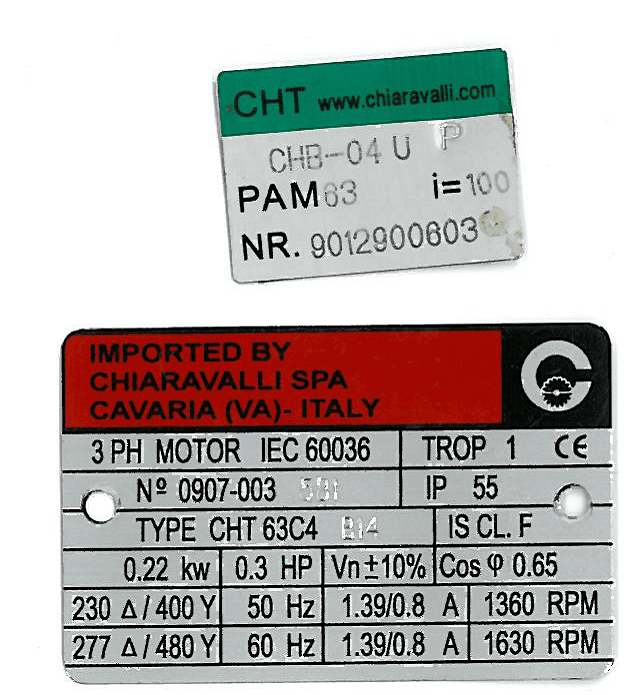 CHT www.chiaravalli.com
CHB-04 U P
PAM63 i=100
NR. 9012900603
IMPORTED BY
CHIARAVALLI SPA
CAVARIA (VA)- ITALY
3 PH MOTOR IEC 60036 TROP 1 CE
Nº 0907-003 IP 55
TYPE CHT 63C4 B14 IS CL. F
0.22 kw 0.3 HP Vn±10% Cos φ 0.65
230 Δ/400 Y 50 Hz 1.39/0.8 A 1360 RPM
277 Δ/480 Y 60 Hz 1.39/0.8 A 1630 RPM